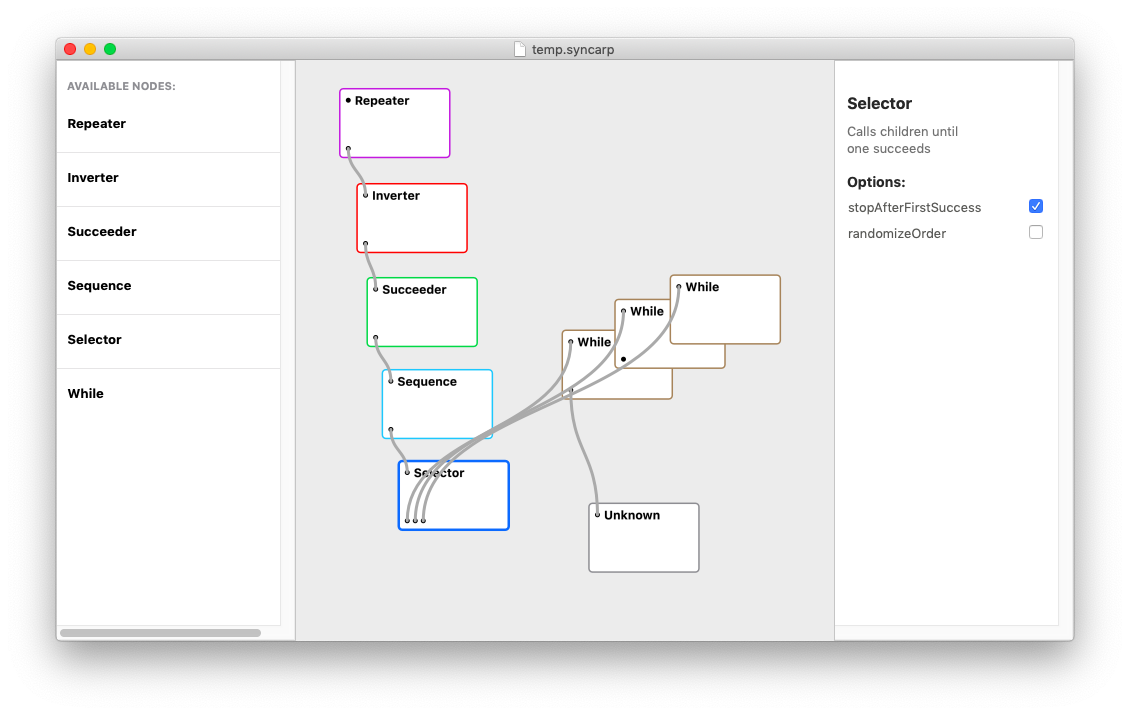 temp.syncarp
AVAILABLE NODES:
Repeater
Inverter
Succeeder
Sequence
Selector
While
Repeater
Inverter
Succeeder
Sequence
Selector
While
While
While
Unknown
Selector
Calls children until
one succeeds
Options:
stopAfterFirstSuccess
randomizeOrder